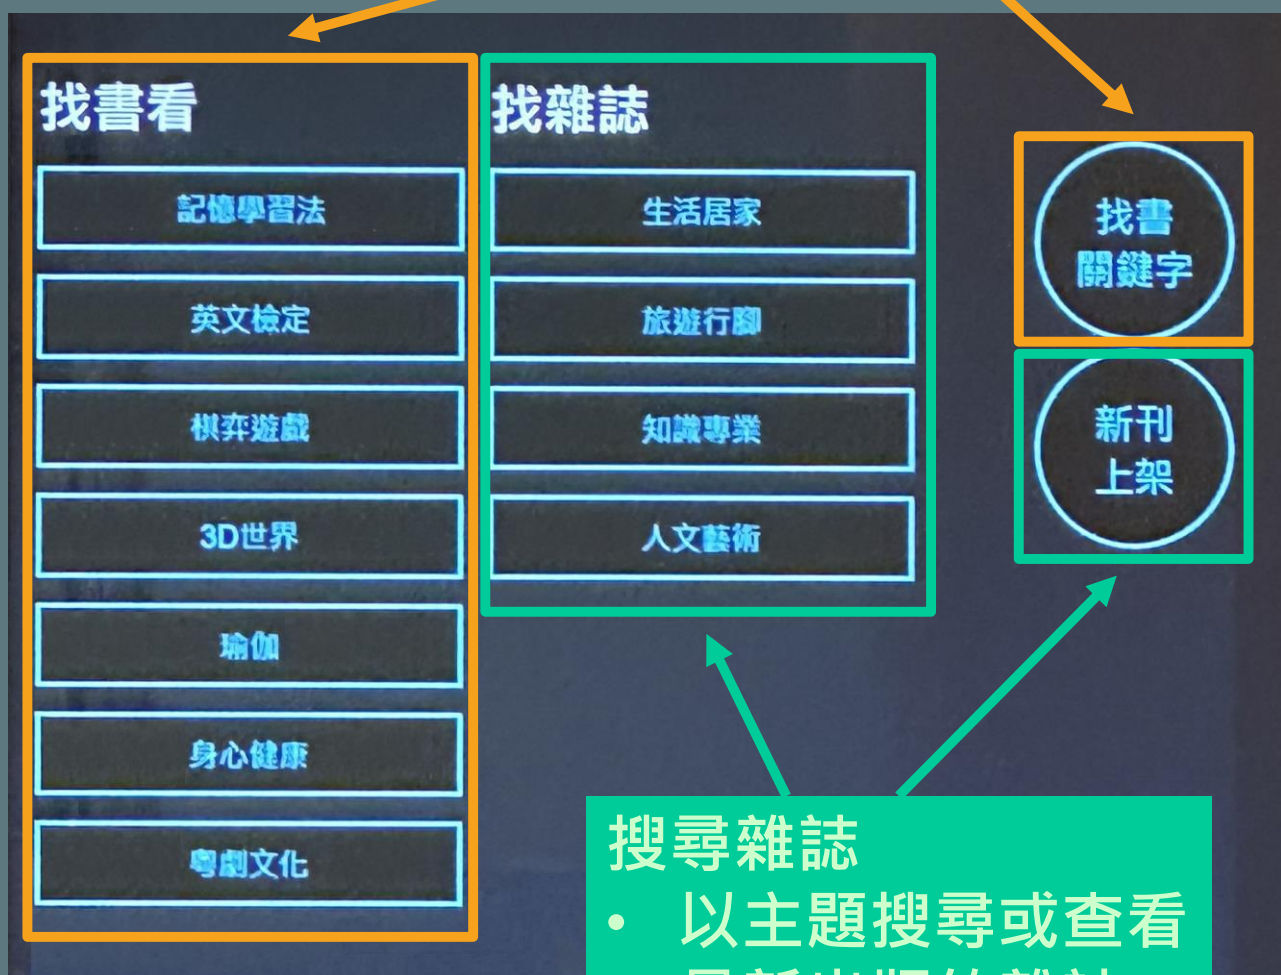 找書看
記憶學習法
英文檢定
棋弈遊戲
3D世界
瑜伽
身心健康
粵劇文化
找雜誌
生活居家
旅遊行腳
知識專業
人文藝術
找書
關鍵字
新刊
上架
搜尋雜誌
• 以主題搜尋或查看